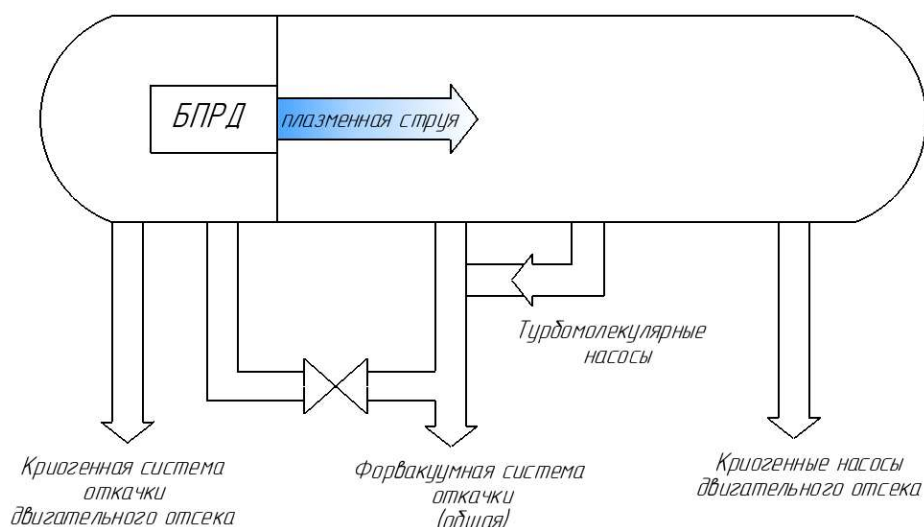 БПРД
плазменная струя
Турбомолекулярные
насосы
Криогенная система
откачки
двигательного отсека
Форвакуумная система
откачки
(общая)
Криогенные насосы
двигательного отсека